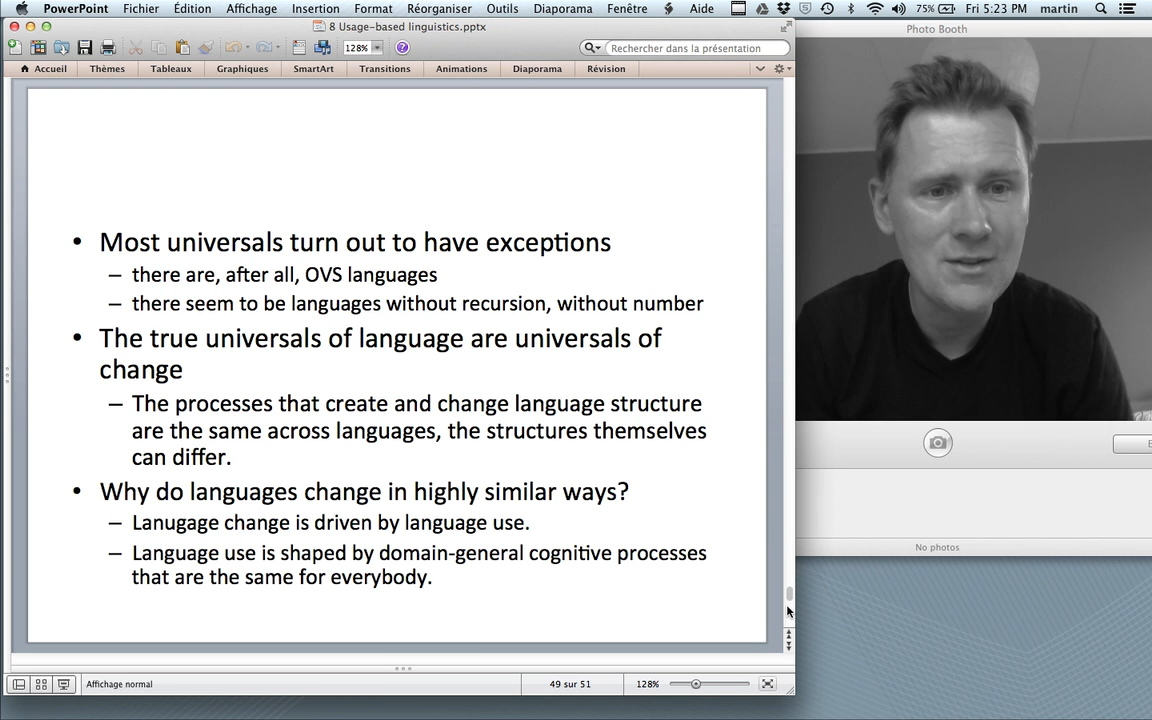 PowerPoint Fichier Édition Affichage Insertion Format Réorganiser Outils Diaporama Fenêtre Aide 75% Fri 5:23 PM martin
8 Usage-based linguistics.pptx
Photo Booth
128% Rechercher dans la présentation
Accueil Thèmes Tableaux Graphiques SmartArt Transitions Animations Diaporama Révision
• Most universals turn out to have exceptions
– there are, after all, OVS languages
– there seem to be languages without recursion, without number
• The true universals of language are universals of
change
– The processes that create and change language structure
are the same across languages, the structures themselves
can differ.
• Why do languages change in highly similar ways?
– Lanugage change is driven by language use.
– Language use is shaped by domain-general cognitive processes
that are the same for everybody.
No photos
Affichage normal 49 sur 51 128%